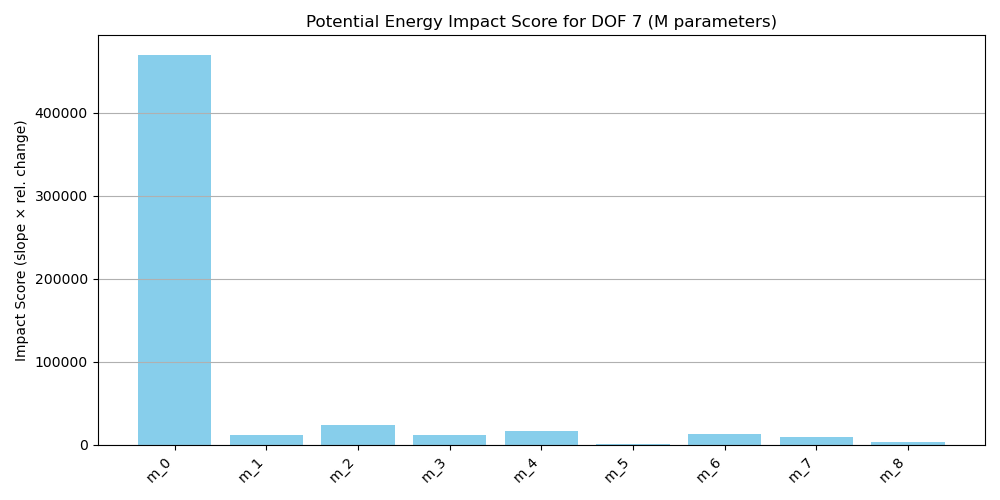 Potential Energy Impact Score for DOF 7 (M parameters)
Impact Score (slope × rel. change)
400000
300000
200000
100000
0
m_0
m_1
m_2
m_3
m_4
m_5
m_6
m_7
m_8